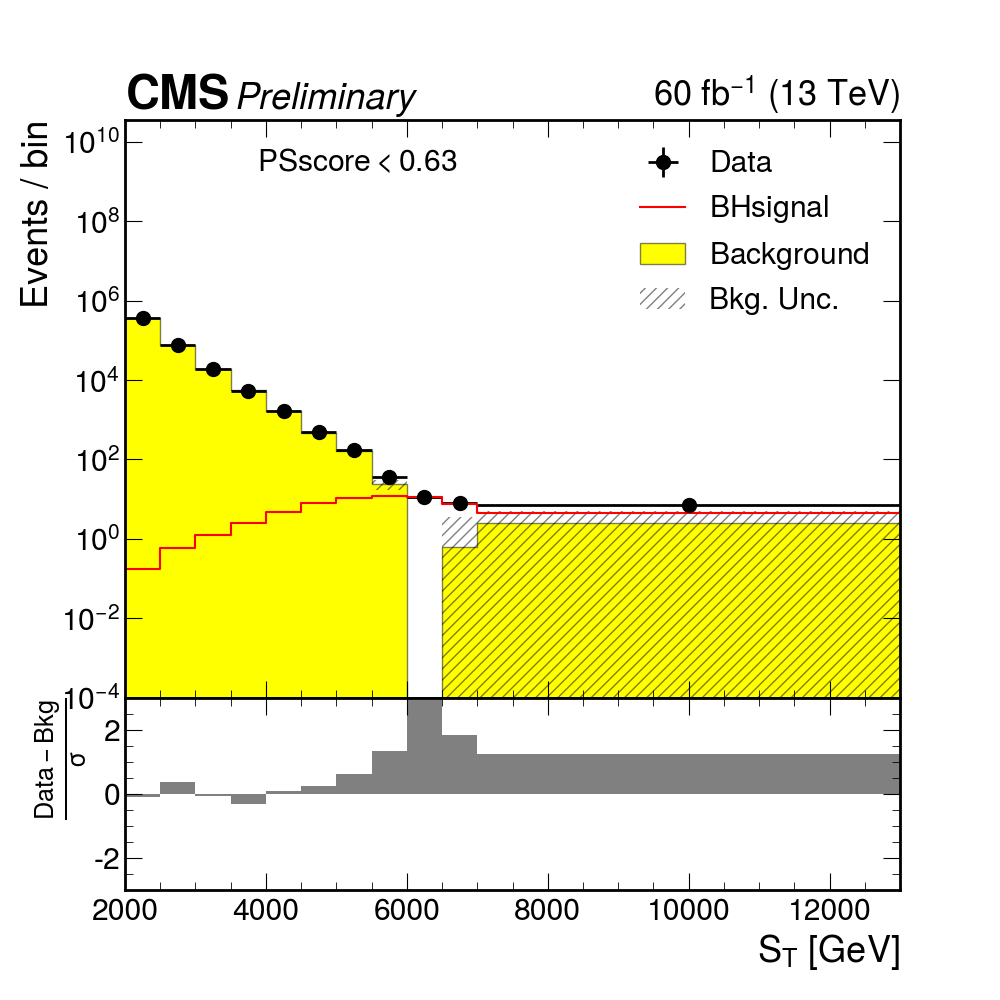 CMS Preliminary 60 fb⁻¹ (13 TeV)
Events / bin
10¹⁰
10⁸
10⁶
10⁴
10²
10⁰
10⁻²
10⁻⁴
PSscore < 0.63
Data
BHsignal
Background
Bkg. Unc.
Data – Bkg
σ
2
0
-2
2000 4000 6000 8000 10000 12000
S_T [GeV]